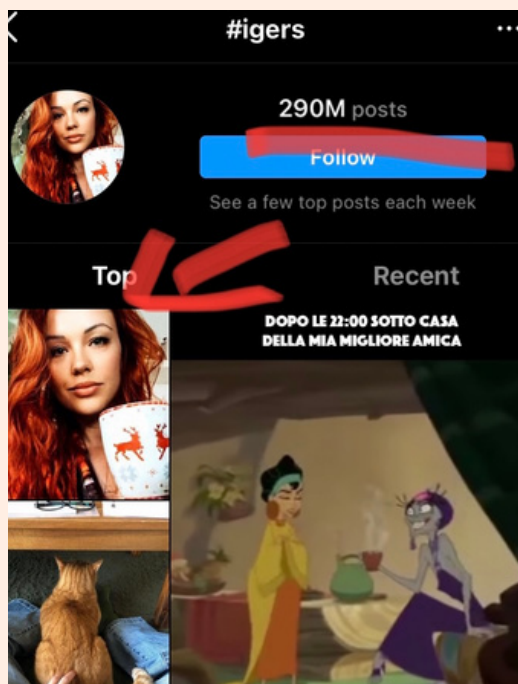 #igers
290M posts
Follow
See a few top posts each week
Top
Recent
DOPO LE 22:00 SOTTO CASA
DELLA MIA MIGLIORE AMICA